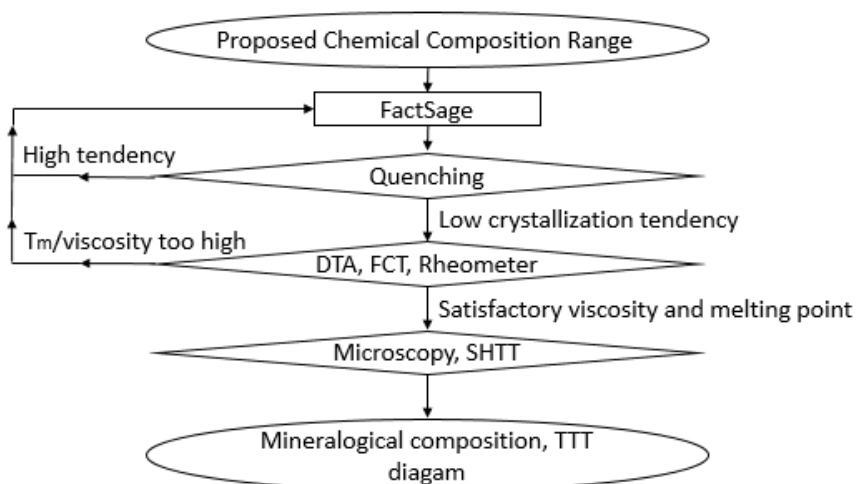 Proposed Chemical Composition Range
FactSage
High tendency
Quenching
Low crystallization tendency
Tm/viscosity too high
DTA, FCT, Rheometer
Satisfactory viscosity and melting point
Microscopy, SHTT
Mineralogical composition, TTT
diagam